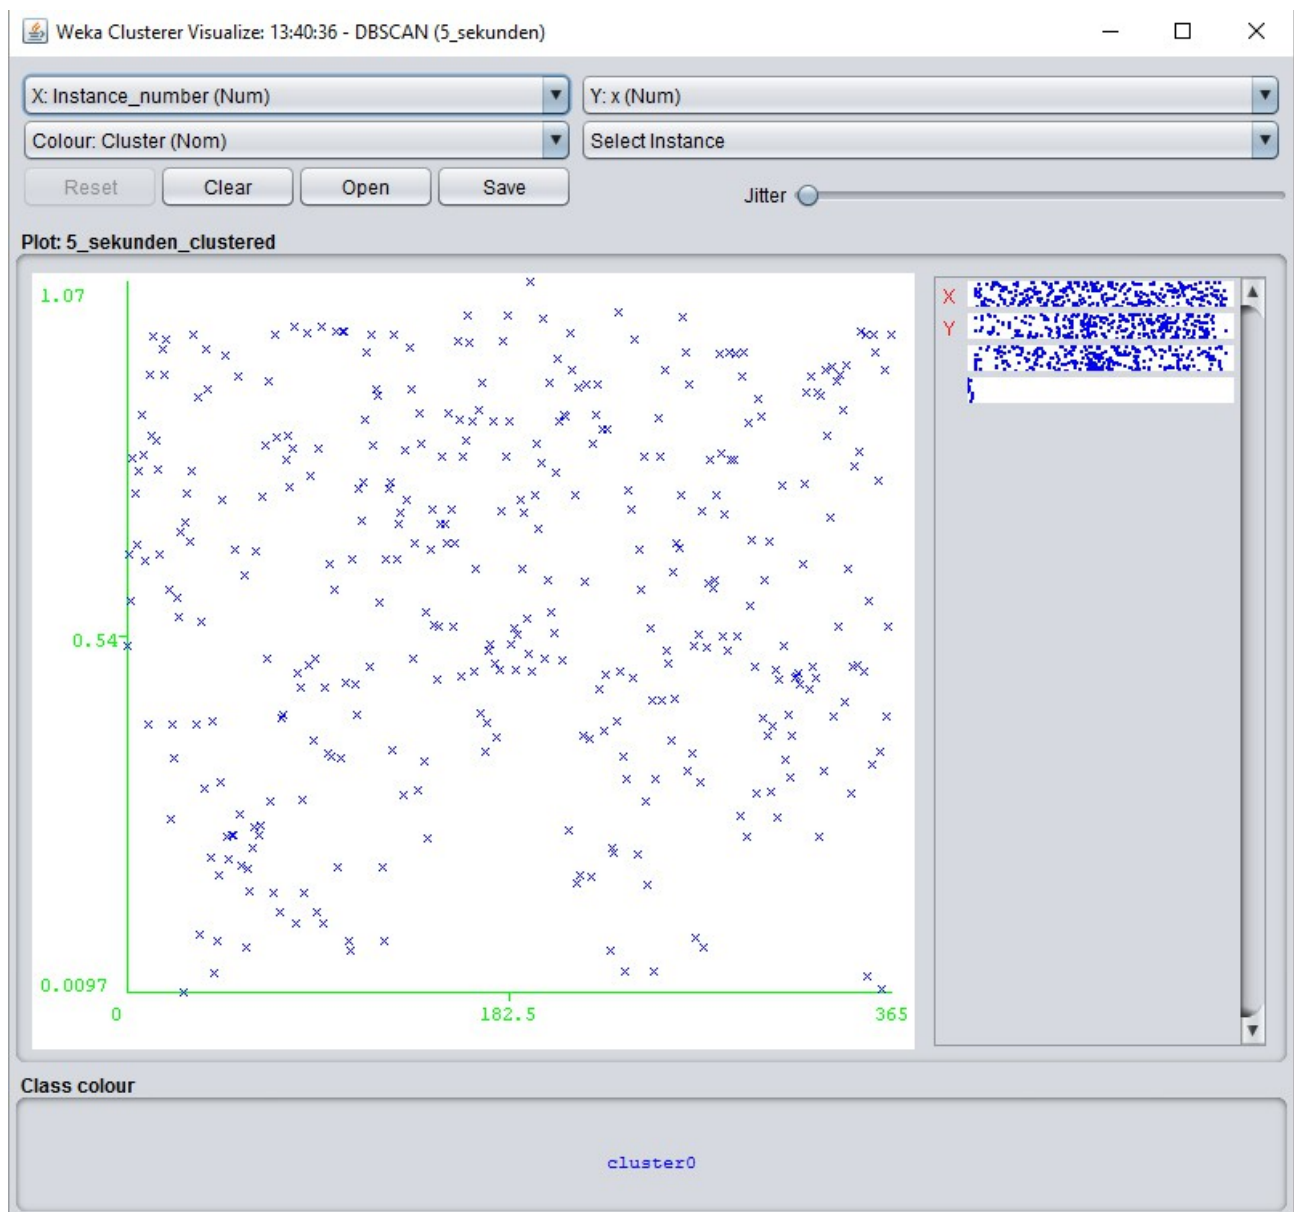 Weka Clusterer Visualize: 13:40:36 - DBSCAN (5_sekunden)
X: Instance_number (Num)
Y: x (Num)
Colour: Cluster (Nom)
Select Instance
Reset
Clear
Open
Save
Jitter
Plot: 5_sekunden_clustered
1.07
0.547
0.0097
0
182.5
365
X
Y
Class colour
cluster0